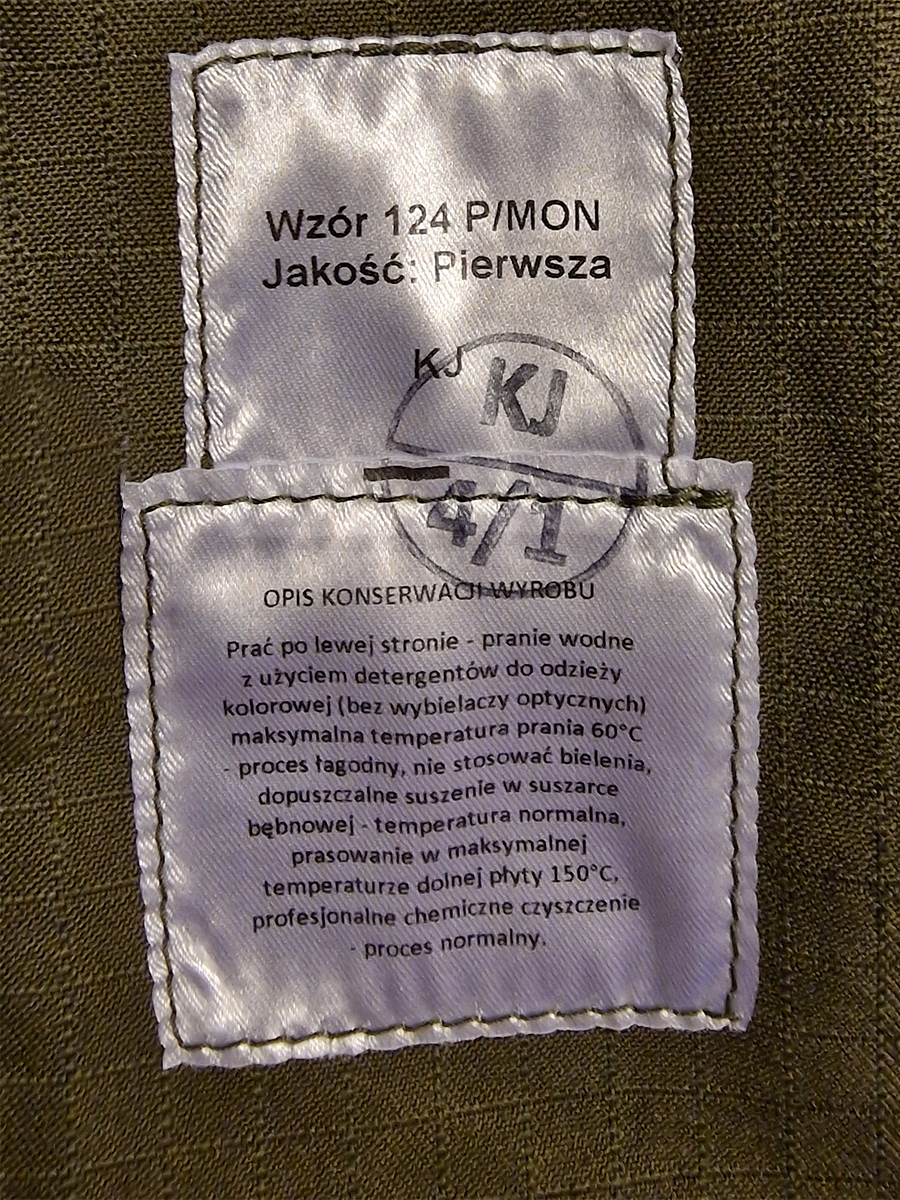 Wzór 124 P/MON
Jakość: Pierwsza
KJ
KJ
4/1
OPIS KONSERWACJI WYROBU
Prać po lewej stronie - pranie wodne
z użyciem detergentów do odzieży
kolorowej (bez wybielaczy optycznych)
maksymalna temperatura prania 60°C
- proces łagodny, nie stosować bielenia,
dopuszczalne suszenie w suszarce
bębnowej - temperatura normalna,
prasowanie w maksymalnej
temperaturze dolnej płyty 150°C,
profesjonalne chemiczne czyszczenie
- proces normalny.